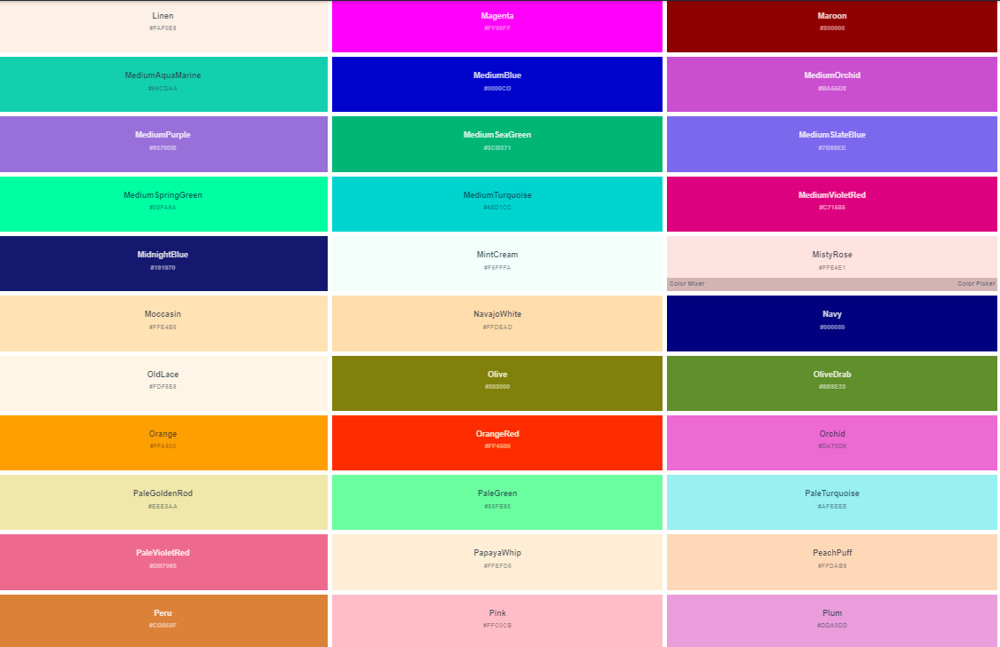 Linen
#FAF0E6
Magenta
#FF00FF
Maroon
#800000
MediumAquaMarine
#66CDAA
MediumBlue
#0000CD
MediumOrchid
#BA55D3
MediumPurple
#9370DB
MediumSeaGreen
#3CB371
MediumSlateBlue
#7B68EE
MediumSpringGreen
#00FA9A
MediumTurquoise
#48D1CC
MediumVioletRed
#C71585
MidnightBlue
#191970
MintCream
#F5FFFA
MistyRose
#FFE4E1
Color Mixer
Color Picker
Moccasin
#FFE4B5
NavajoWhite
#FFDEAD
Navy
#000080
OldLace
#FDF5E6
Olive
#808000
OliveDrab
#6B8E23
Orange
#FFA500
OrangeRed
#FF4500
Orchid
#DA70D6
PaleGoldenRod
#EEE8AA
PaleGreen
#98FB98
PaleTurquoise
#AFEEEE
PaleVioletRed
#DB7093
PapayaWhip
#FFEFD5
PeachPuff
#FFDAB9
Peru
#CD853F
Pink
#FFC0CB
Plum
#DDA0DD